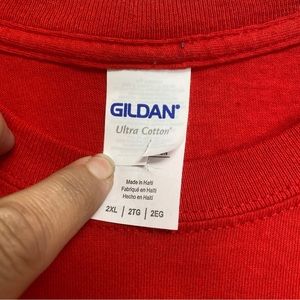 GILDAN®
Ultra Cotton®
Made in Haiti
Fabriqué en Haïti
Hecho en Haití
2XL | 2TG | 2EG